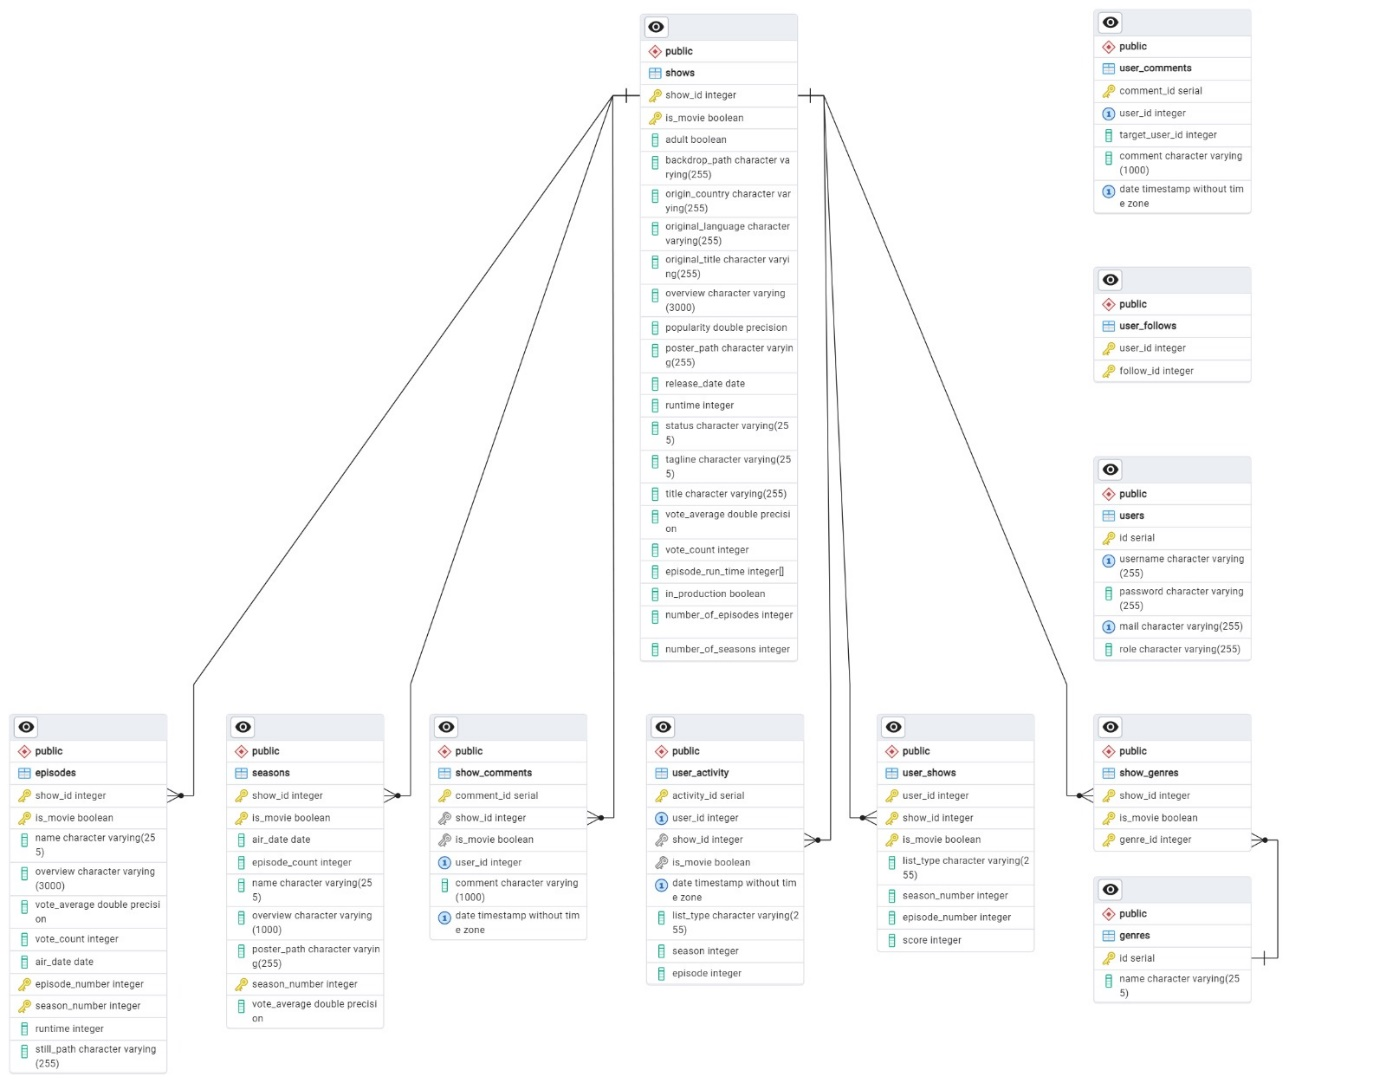 public
shows
show_id integer
is_movie boolean
adult boolean
backdrop_path character va
rying(255)
origin_country character var
ying(255)
original_language character
varying(255)
original_title character varyi
ng(255)
overview character varying
(3000)
popularity double precision
poster_path character varyin
g(255)
release_date date
runtime integer
status character varying(25
5)
tagline character varying(25
5)
title character varying(255)
vote_average double precisi
on
vote_count integer
episode_run_time integer[]
in_production boolean
number_of_episodes integer
number_of_seasons integer
public
user_comments
comment_id serial
user_id integer
target_user_id integer
comment character varying
(1000)
date timestamp without tim
e zone
public
user_follows
user_id integer
follow_id integer
public
users
id serial
username character varying
(255)
password character varying
(255)
mail character varying(255)
role character varying(255)
public
episodes
show_id integer
is_movie boolean
name character varying(25
5)
overview character varying
(3000)
vote_average double precisi
on
vote_count integer
air_date date
episode_number integer
season_number integer
runtime integer
still_path character varying
(255)
public
seasons
show_id integer
is_movie boolean
air_date date
episode_count integer
name character varying(25
5)
overview character varying
(1000)
poster_path character varyin
g(255)
season_number integer
vote_average double precisi
on
public
show_comments
comment_id serial
show_id integer
is_movie boolean
user_id integer
comment character varying
(1000)
date timestamp without tim
e zone
public
user_activity
activity_id serial
user_id integer
show_id integer
is_movie boolean
date timestamp without tim
e zone
list_type character varying(2
55)
season integer
episode integer
public
user_shows
user_id integer
show_id integer
is_movie boolean
list_type character varying(2
55)
season_number integer
episode_number integer
score integer
public
show_genres
show_id integer
is_movie boolean
genre_id integer
public
genres
id serial
name character varying(25
5)